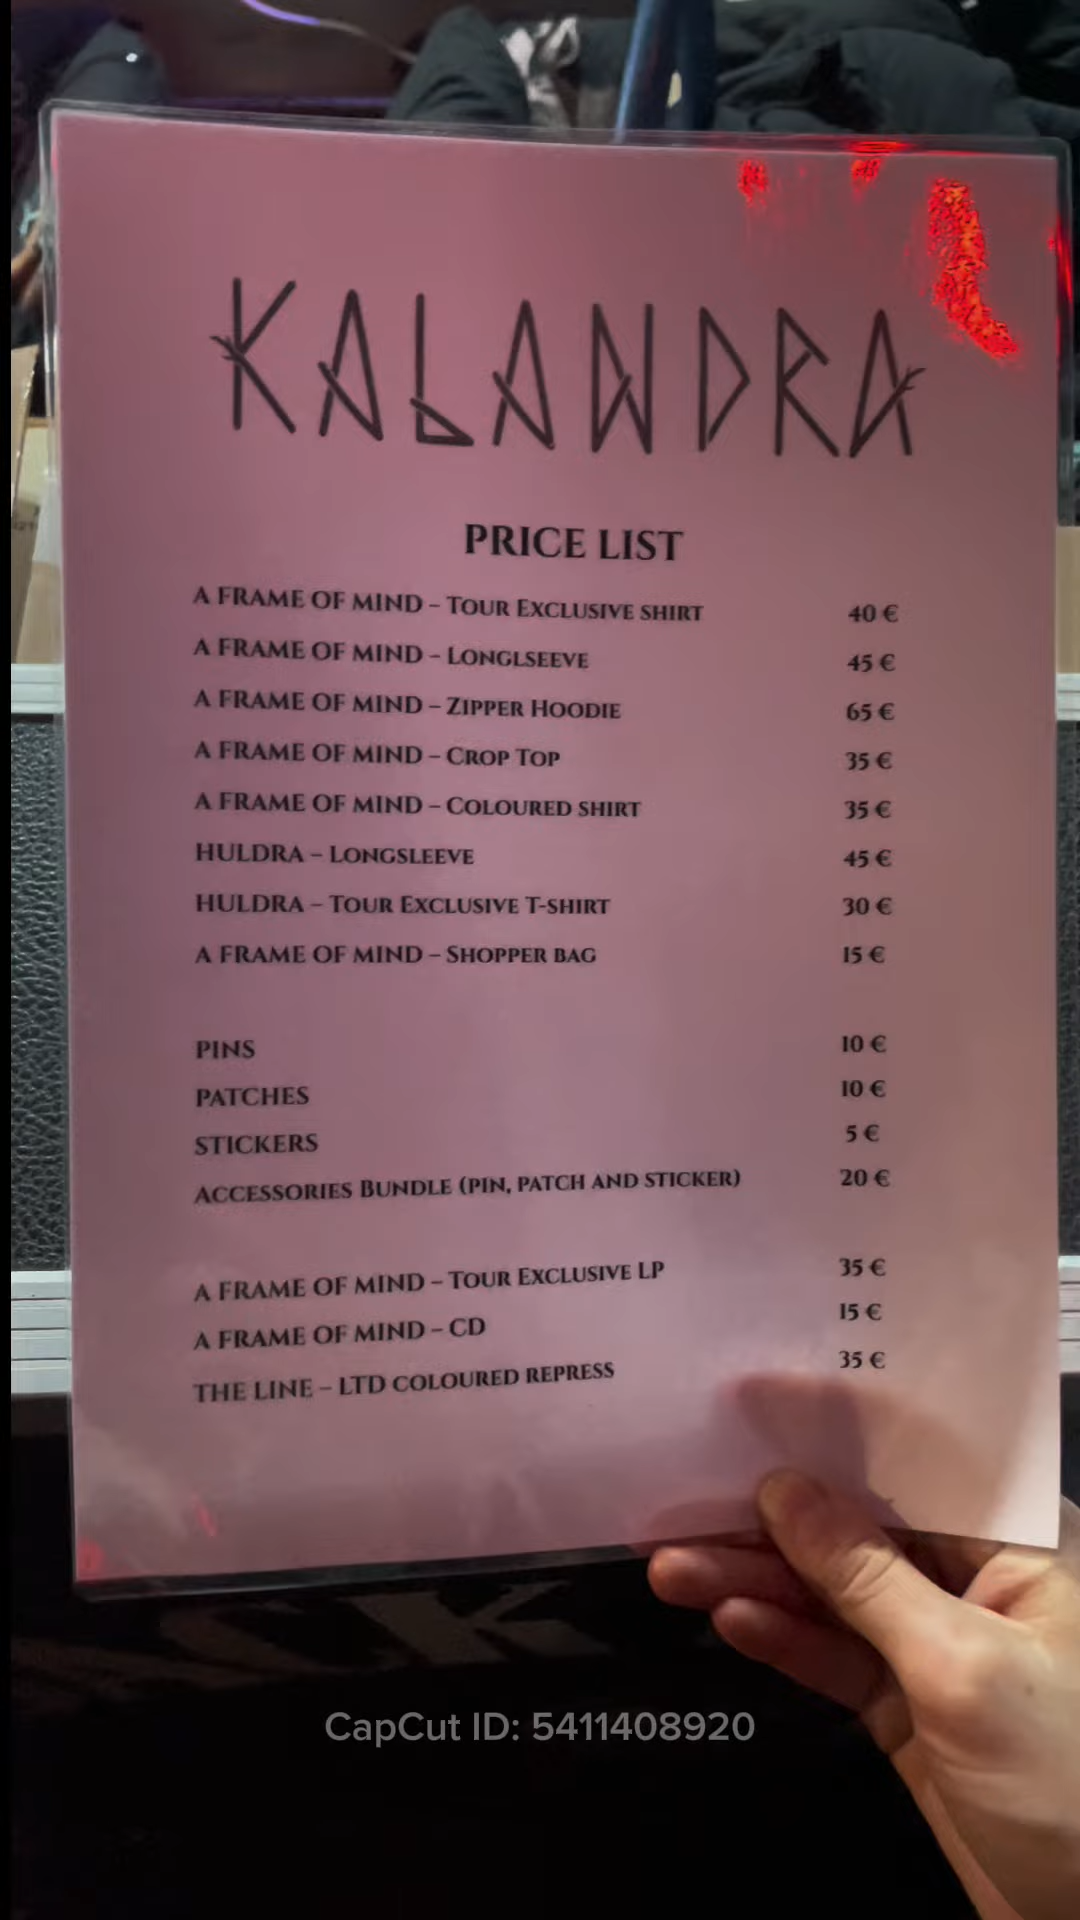 KALANDRA
PRICE LIST
A FRAME OF MIND – TOUR EXCLUSIVE SHIRT 40 €
A FRAME OF MIND – LONGLSEEVE 45 €
A FRAME OF MIND – ZIPPER HOODIE 65 €
A FRAME OF MIND – CROP TOP 35 €
A FRAME OF MIND – COLOURED SHIRT 35 €
HULDRA – LONGSLEEVE 45 €
HULDRA – TOUR EXCLUSIVE T-SHIRT 30 €
A FRAME OF MIND – SHOPPER BAG 15 €
PINS 10 €
PATCHES 10 €
STICKERS 5 €
ACCESSORIES BUNDLE (PIN, PATCH AND STICKER) 20 €
A FRAME OF MIND – TOUR EXCLUSIVE LP 35 €
A FRAME OF MIND – CD 15 €
THE LINE – LTD COLOURED REPRESS 35 €
CapCut ID: 5411408920